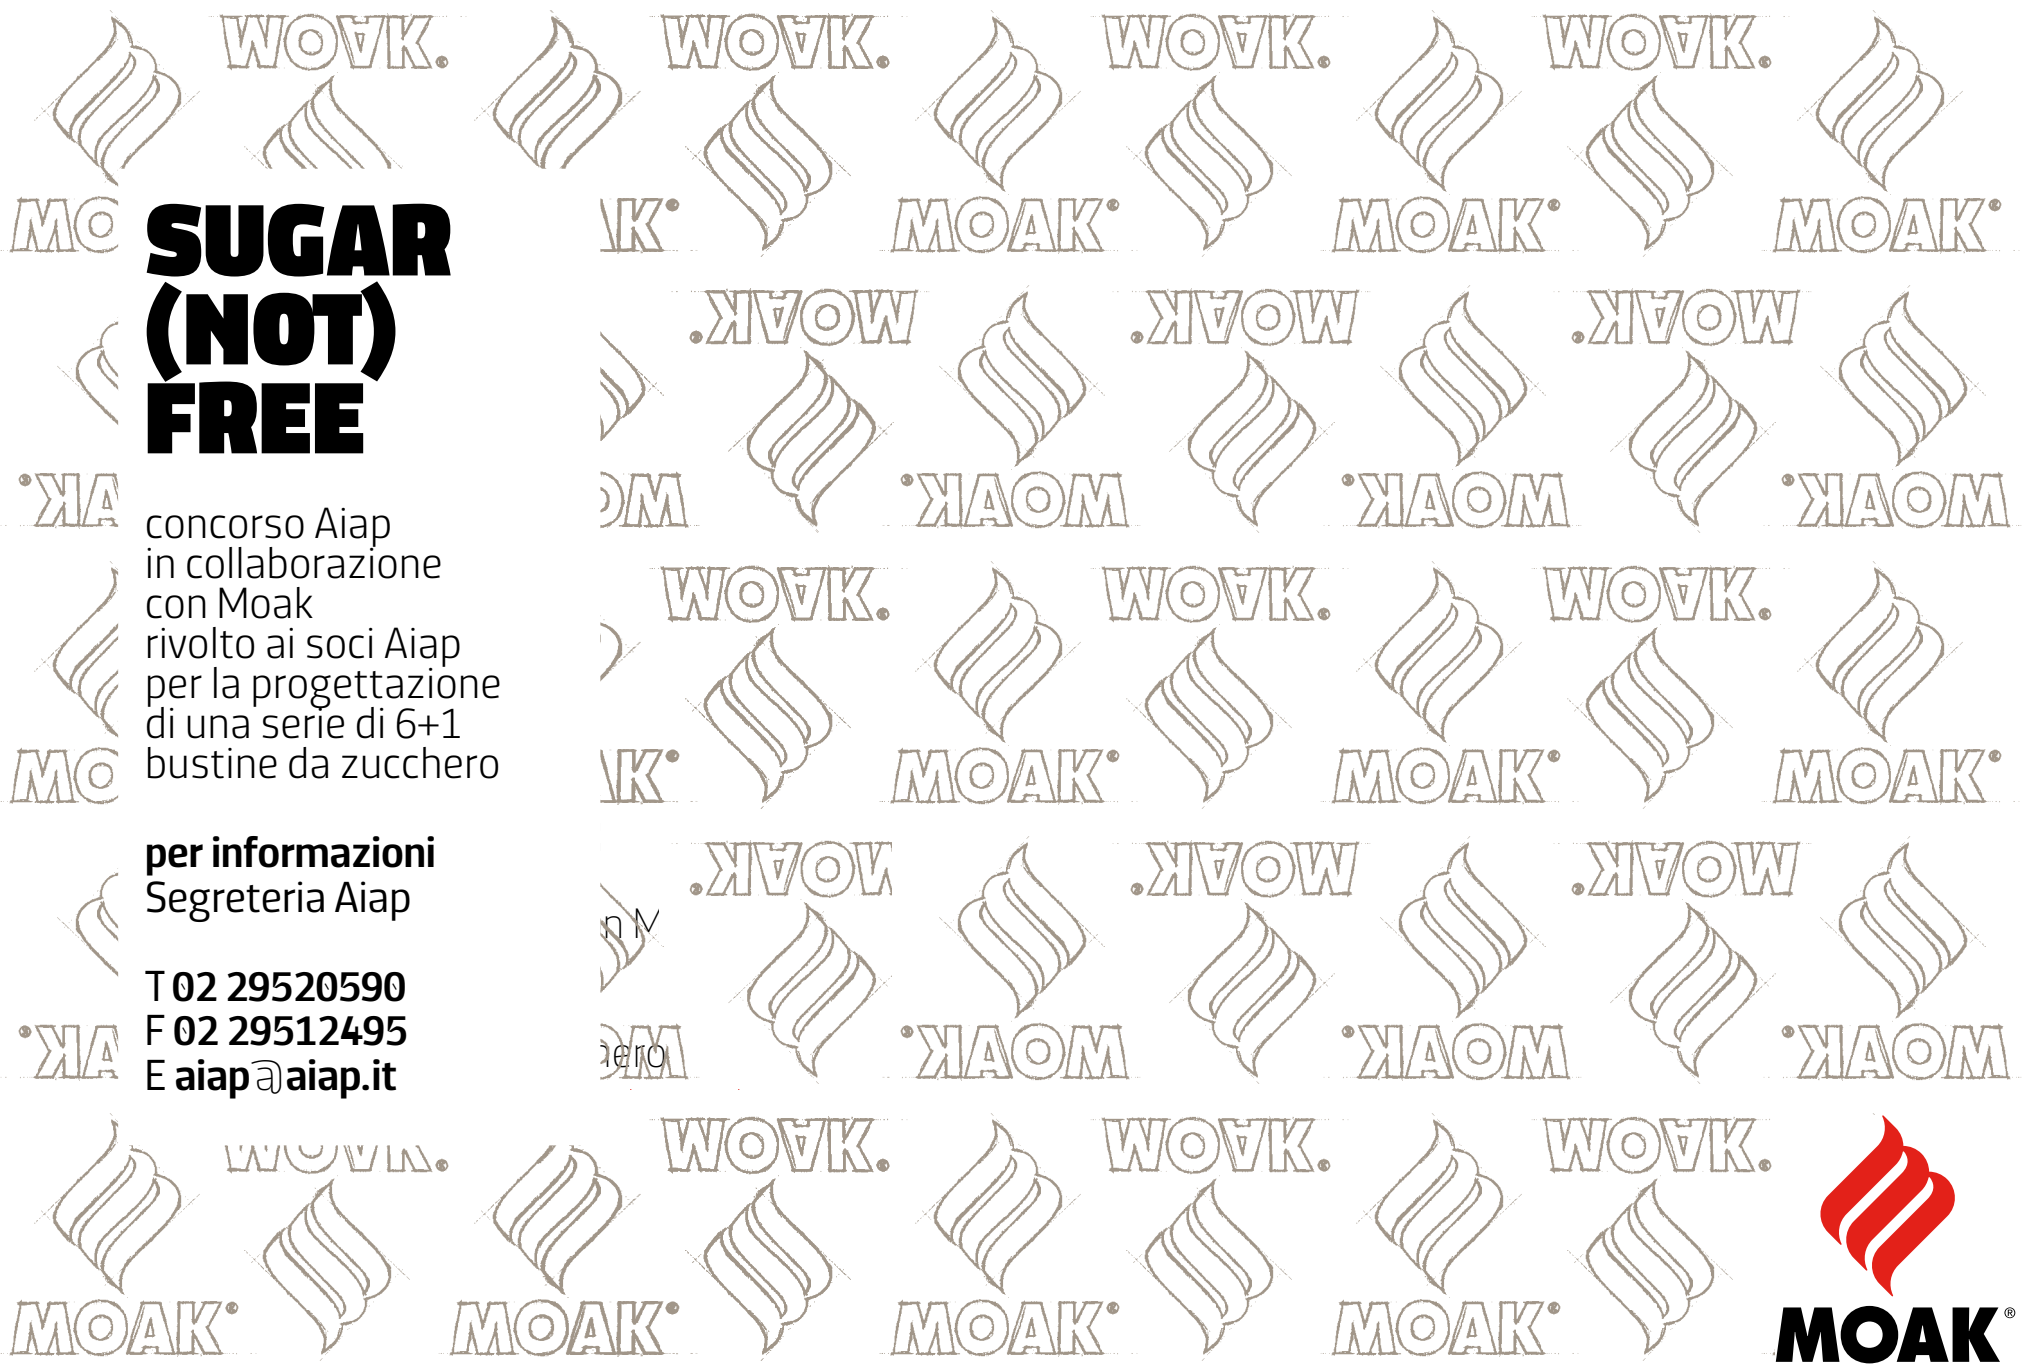 SUGAR
(NOT)
FREE
concorso Aiap
in collaborazione
con Moak
rivolto ai soci Aiap
per la progettazione
di una serie di 6+1
bustine da zucchero
per informazioni
Segreteria Aiap
T 02 29520590
F 02 29512495
E aiap@aiap.it
MOAK®